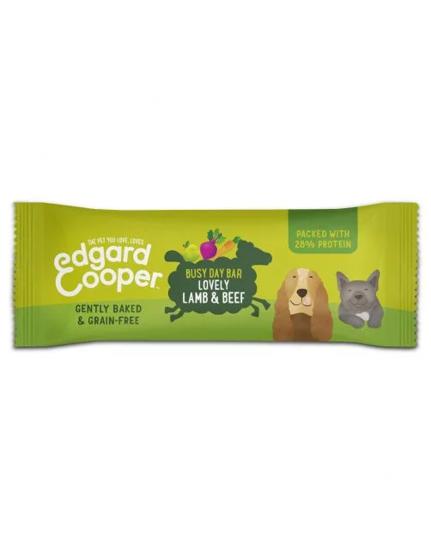 THE PET YOU LOVE, LOVES
edgard
Cooper™
GENTLY BAKED
& GRAIN-FREE
BUSY DAY BAR
LOVELY
LAMB & BEEF
PACKED WITH
28% PROTEIN